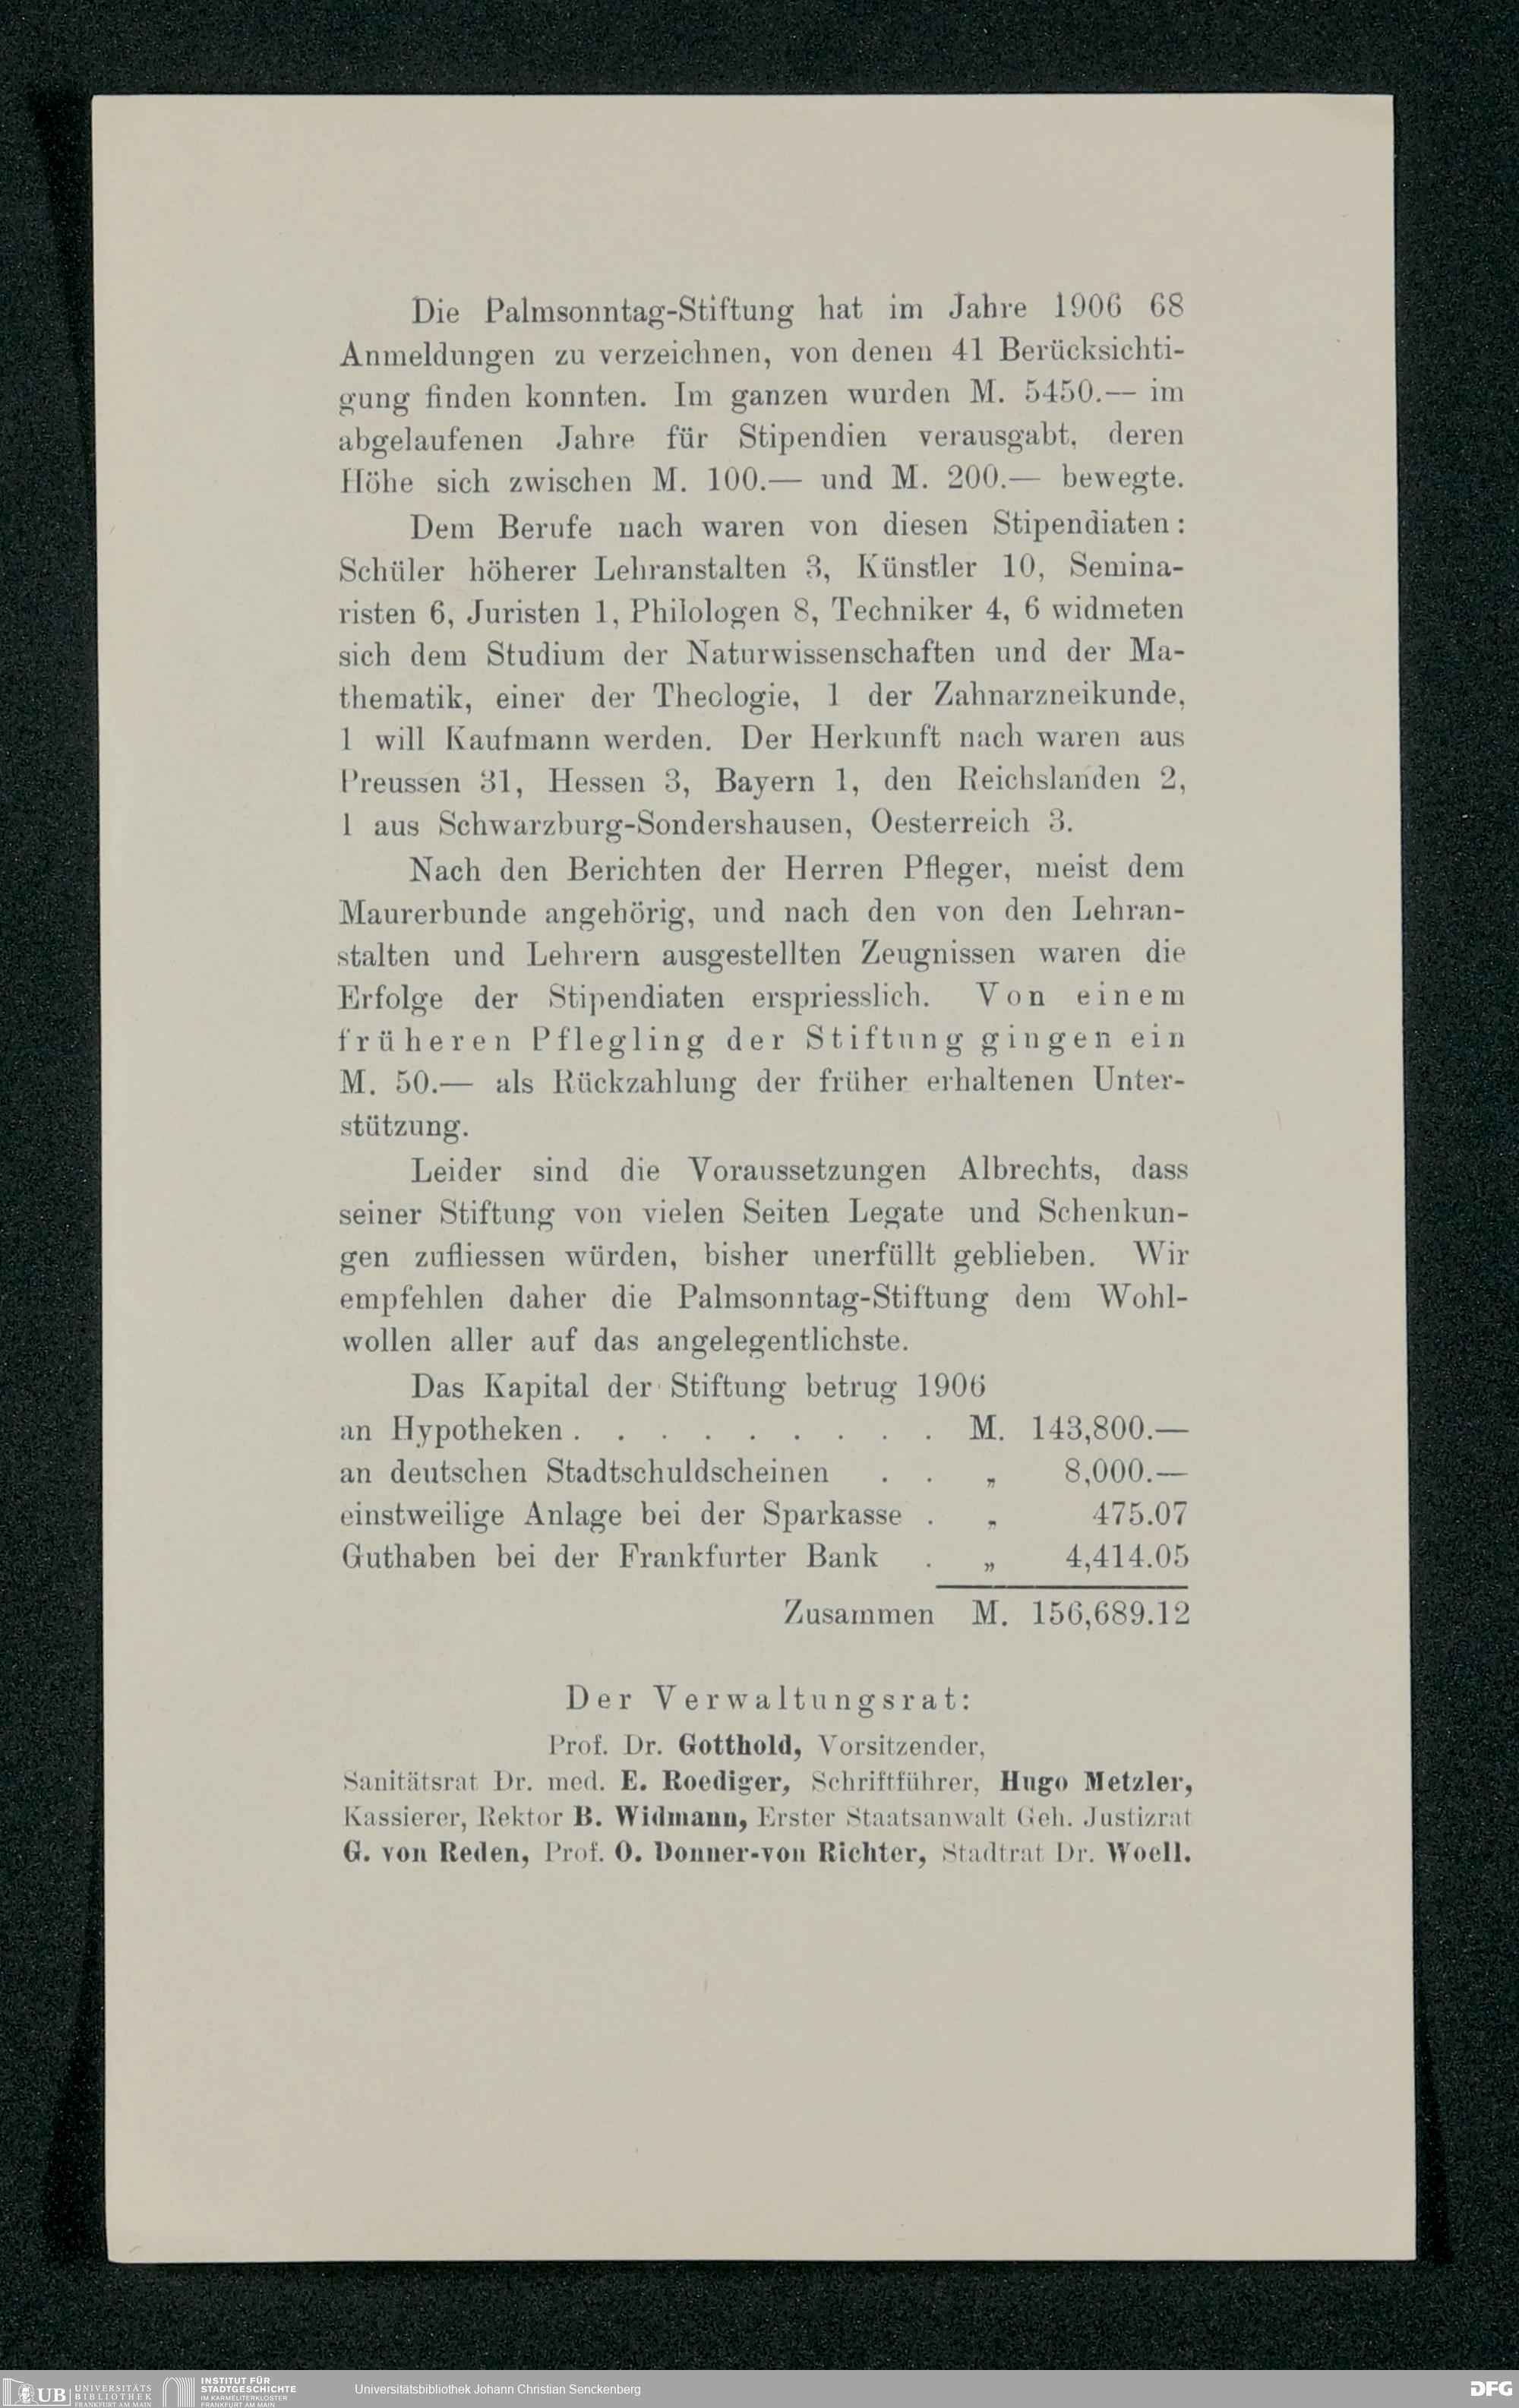 Die Palmsonntag-Stiftung hat im Jahre 1906 68
Anmeldungen zu verzeichnen, von denen 41 Berücksichti-
gung finden konnten. Im ganzen wurden M. 5450.— im
abgelaufenen Jahre für Stipendien verausgabt, deren
Höhe sich zwischen M. 100.— und M. 200.— bewegte.
Dem Berufe nach waren von diesen Stipendiaten:
Schüler höherer Lehranstalten 3, Künstler 10, Semina-
risten 6, Juristen 1, Philologen 8, Techniker 4, 6 widmeten
sich dem Studium der Naturwissenschaften und der Ma-
thematik, einer der Theologie, 1 der Zahnarzneikunde,
1 will Kaufmann werden. Der Herkunft nach waren aus
Preussen 31, Hessen 3, Bayern 1, den Reichslanden 2,
1 aus Schwarzburg-Sondershausen, Oesterreich 3.
Nach den Berichten der Herren Pfleger, meist dem
Maurerbunde angehörig, und nach den von den Lehran-
stalten und Lehrern ausgestellten Zeugnissen waren die
Erfolge der Stipendiaten erspriesslich. Von einem
früheren Pflegling der Stiftung gingen ein
M. 50.— als Rückzahlung der früher erhaltenen Unter-
stützung.
Leider sind die Voraussetzungen Albrechts, dass
seiner Stiftung von vielen Seiten Legate und Schenkun-
gen zufliessen würden, bisher unerfüllt geblieben. Wir
empfehlen daher die Palmsonntag-Stiftung dem Wohl-
wollen aller auf das angelegentlichste.
Das Kapital der Stiftung betrug 1906
an Hypotheken . . . . . . . . . M. 143,800.—
an deutschen Stadtschuldscheinen . . „ 8,000.—
einstweilige Anlage bei der Sparkasse . „ 475.07
Guthaben bei der Frankfurter Bank . „ 4,414.05
Zusammen M. 156,689.12
Der Verwaltungsrat:
Prof. Dr. Gotthold, Vorsitzender,
Sanitätsrat Dr. med. E. Roediger, Schriftführer, Hugo Metzler,
Kassierer, Rektor B. Widmann, Erster Staatsanwalt Geh. Justizrat
G. von Reden, Prof. O. Donner-von Richter, Stadtrat Dr. Woell.
UB UNIVERSITÄTS BIBLIOTHEK FRANKFURT AM MAIN
INSTITUT FÜR STADTGESCHICHTE IM KARMELITERKLOSTER FRANKFURT AM MAIN
Universitätsbibliothek Johann Christian Senckenberg
DFG